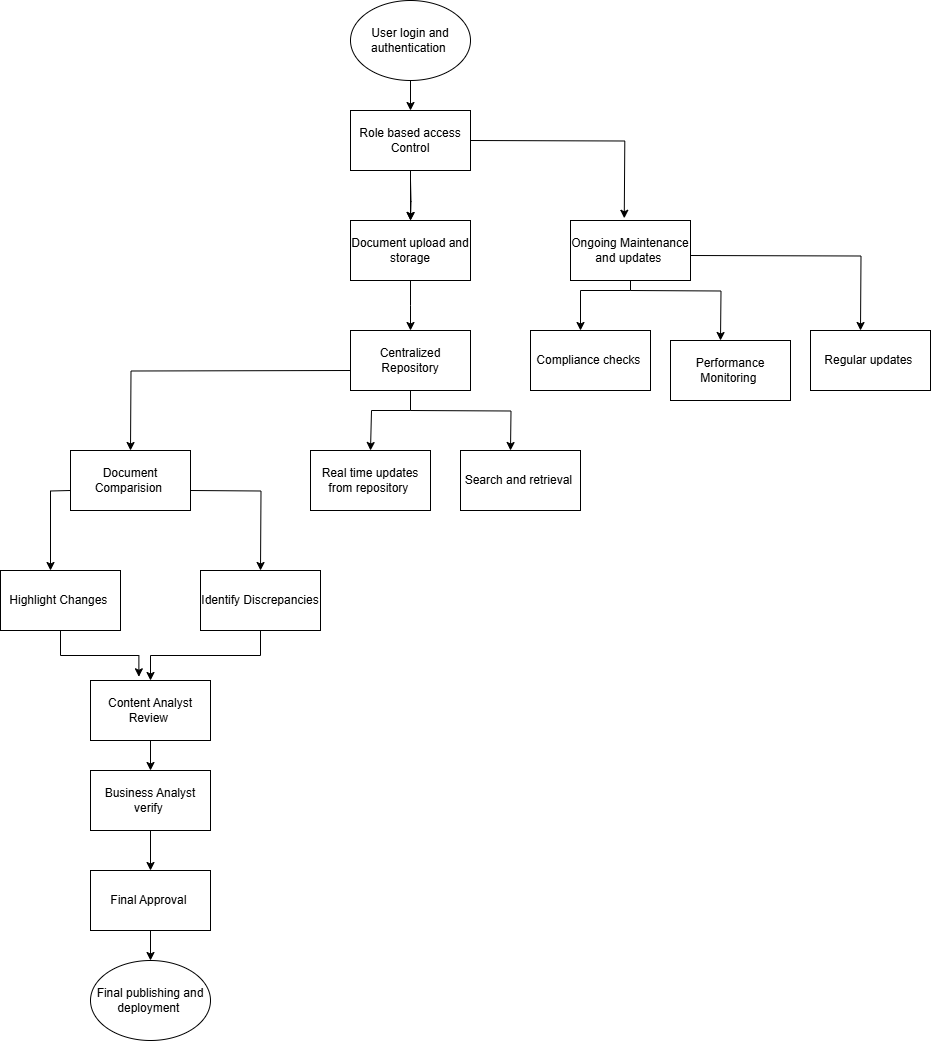 User login and
authentication
Role based access
Control
Document upload and
storage
Ongoing Maintenance
and updates
Centralized
Repository
Compliance checks
Performance
Monitoring
Regular updates
Document
Comparision
Real time updates
from repository
Search and retrieval
Highlight Changes
Identify Discrepancies
Content Analyst
Review
Business Analyst
verify
Final Approval
Final publishing and
deployment